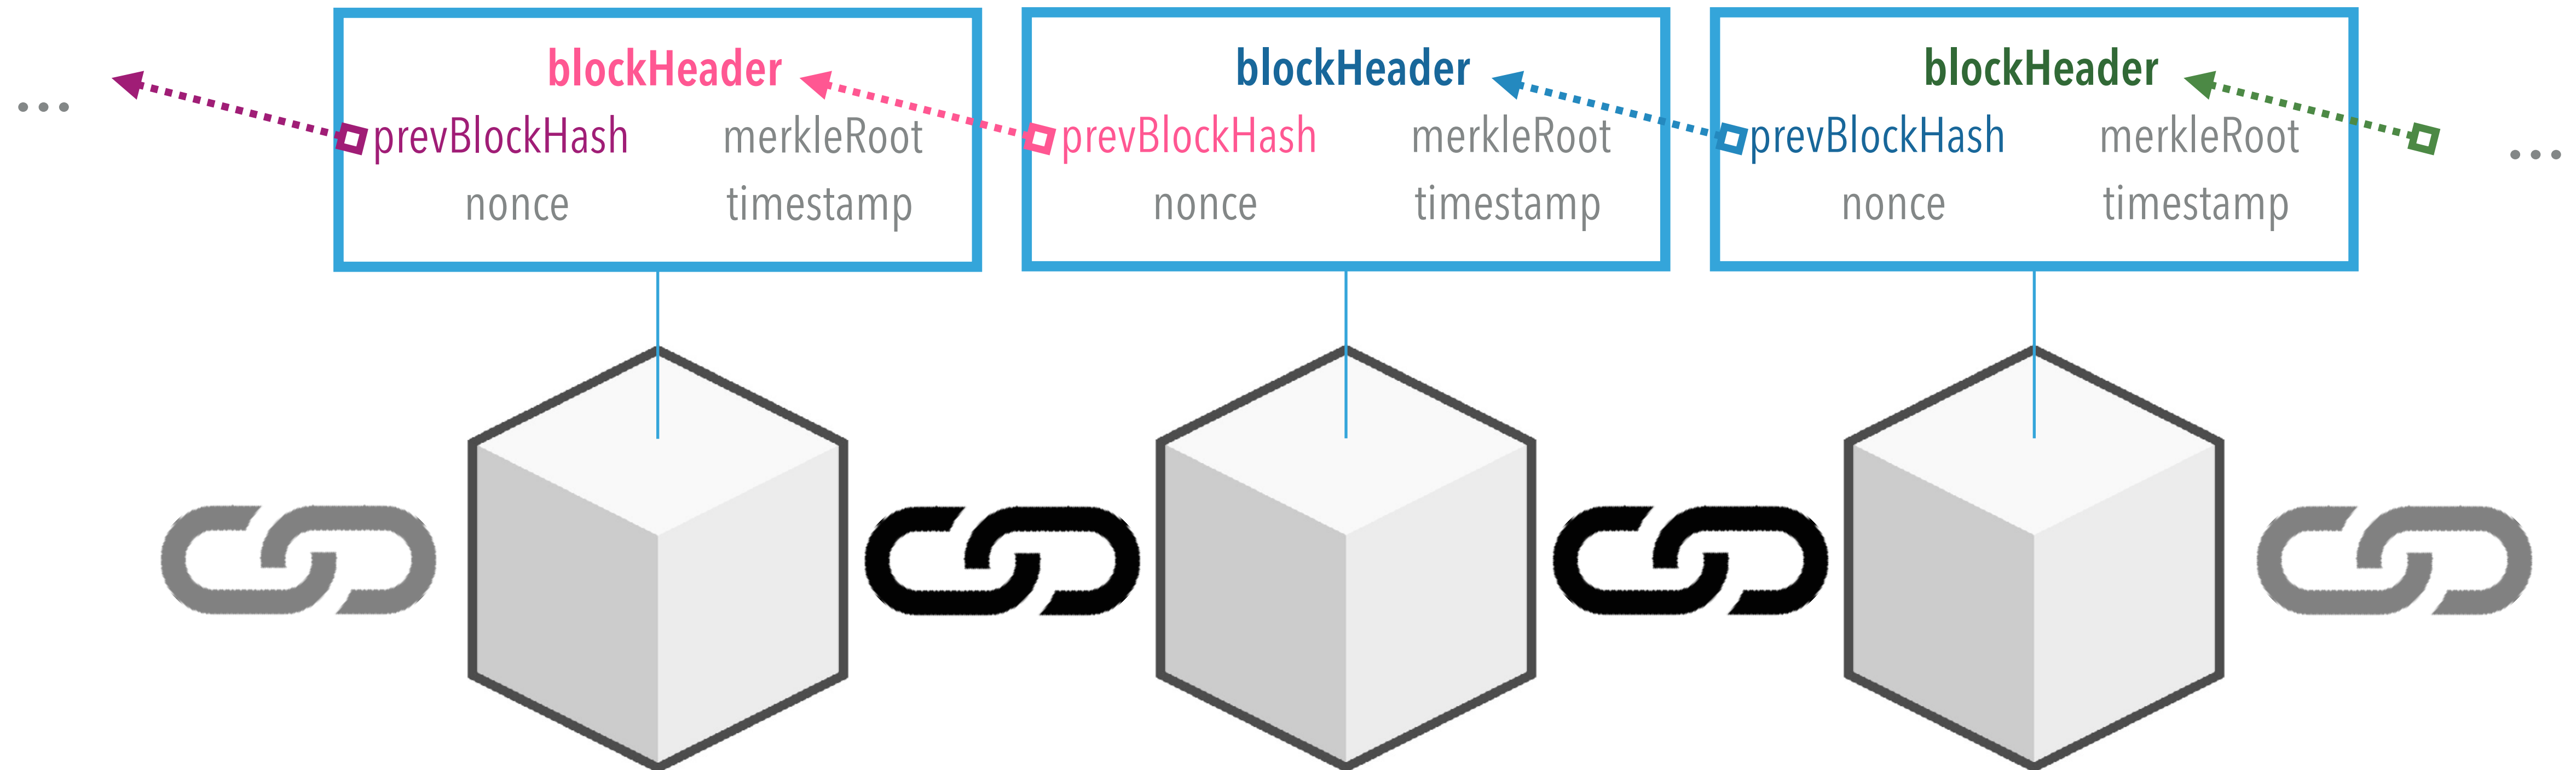 blockHeader blockHeader blockHeader
... prevBlockHash merkleRoot prevBlockHash merkleRoot prevBlockHash merkleRoot ...
nonce timestamp nonce timestamp nonce timestamp